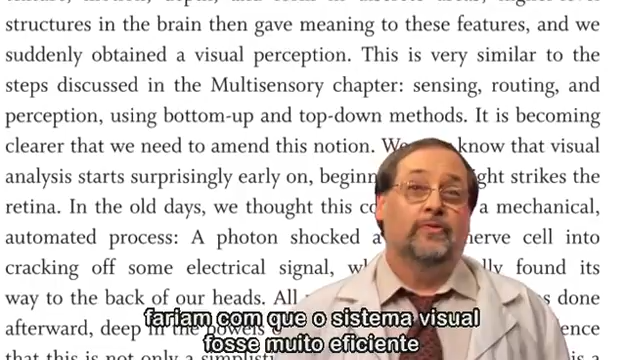 structures in the brain then gave meaning to these features, and we
suddenly obtained a visual perception. This is very similar to the
steps discussed in the Multisensory chapter: sensing, routing, and
perception, using bottom-up and top-down methods. It is becoming
clearer that we need to amend this notion. We know that visual
analysis starts surprisingly early on, beginn ght strikes the
retina. In the old days, we thought this co a mechanical,
automated process: A photon shocked a nerve cell into
cracking off some electrical signal, wh lly found its
way to the back of our heads. All s done
fariam com que o sistema visual
afterward, deep in the bowels ence
fosse muito eficiente
that this is not only a simplisti is a